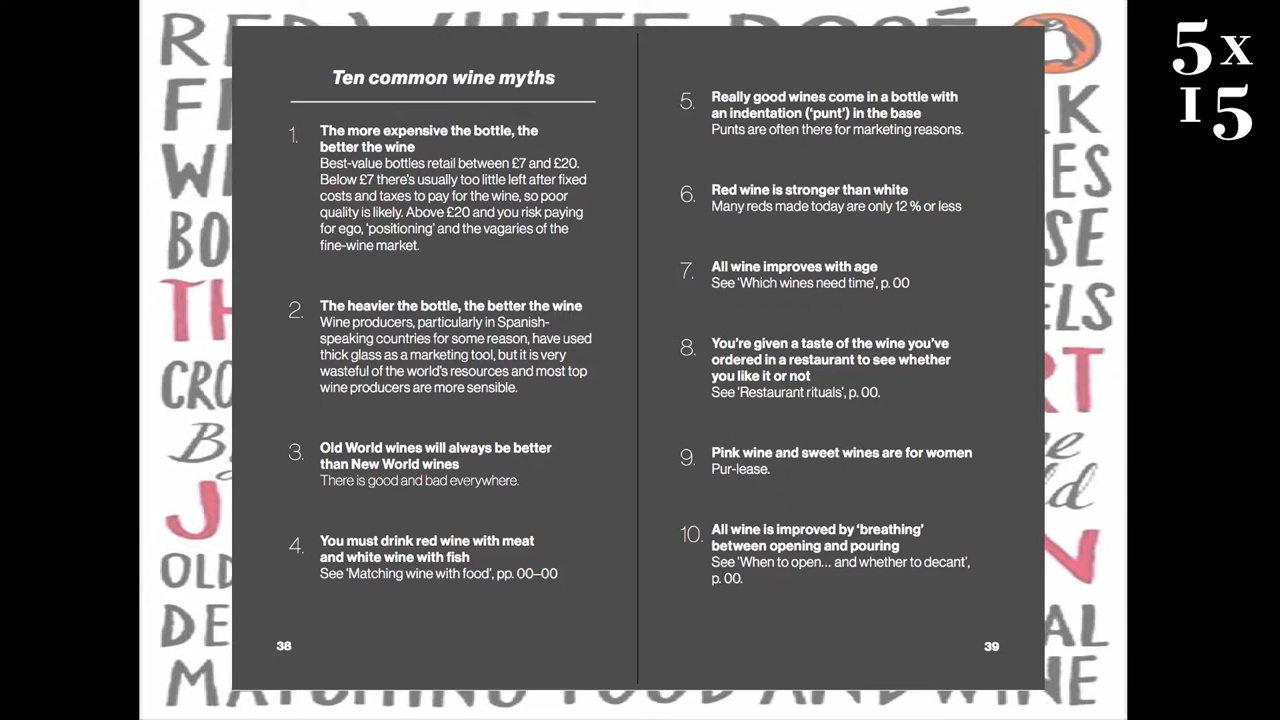 Ten common wine myths
1. The more expensive the bottle, the
better the wine
Best-value bottles retail between £7 and £20.
Below £7 there's usually too little left after fixed
costs and taxes to pay for the wine, so poor
quality is likely. Above £20 and you risk paying
for ego, 'positioning' and the vagaries of the
fine-wine market.
2. The heavier the bottle, the better the wine
Wine producers, particularly in Spanish-
speaking countries for some reason, have used
thick glass as a marketing tool, but it is very
wasteful of the world's resources and most top
wine producers are more sensible.
3. Old World wines will always be better
than New World wines
There is good and bad everywhere.
4. You must drink red wine with meat
and white wine with fish
See 'Matching wine with food', pp. 00–00
38
5. Really good wines come in a bottle with
an indentation ('punt') in the base
Punts are often there for marketing reasons.
6. Red wine is stronger than white
Many reds made today are only 12 % or less
7. All wine improves with age
See 'Which wines need time', p. 00
8. You're given a taste of the wine you've
ordered in a restaurant to see whether
you like it or not
See 'Restaurant rituals', p. 00.
9. Pink wine and sweet wines are for women
Pur-lease.
10. All wine is improved by 'breathing'
between opening and pouring
See 'When to open... and whether to decant',
p. 00.
39
5 x
15
RED WHITE ROSÉ
OLD
MATCHING FOOD AND WINE